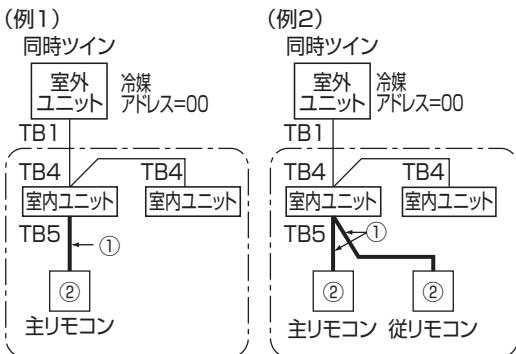 （例1）
同時ツイン
室外
ユニット
冷媒
アドレス=00
TB1
TB4
TB4
室内ユニット
室内ユニット
TB5
①
②
主リモコン
（例2）
同時ツイン
室外
ユニット
冷媒
アドレス=00
TB1
TB4
TB4
室内ユニット
室内ユニット
TB5
①
②
②
主リモコン
従リモコン